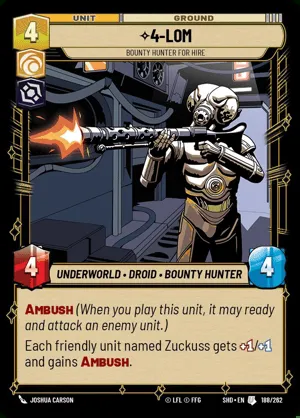 UNIT
GROUND
4
✧4-LOM
BOUNTY HUNTER FOR HIRE
4
UNDERWORLD • DROID • BOUNTY HUNTER
4
AMBUSH (When you play this unit, it may ready
and attack an enemy unit.)
Each friendly unit named Zuckuss gets +1/+1
and gains AMBUSH.
JOSHUA CARSON
© LFL © FFG
SHD • EN
188/262